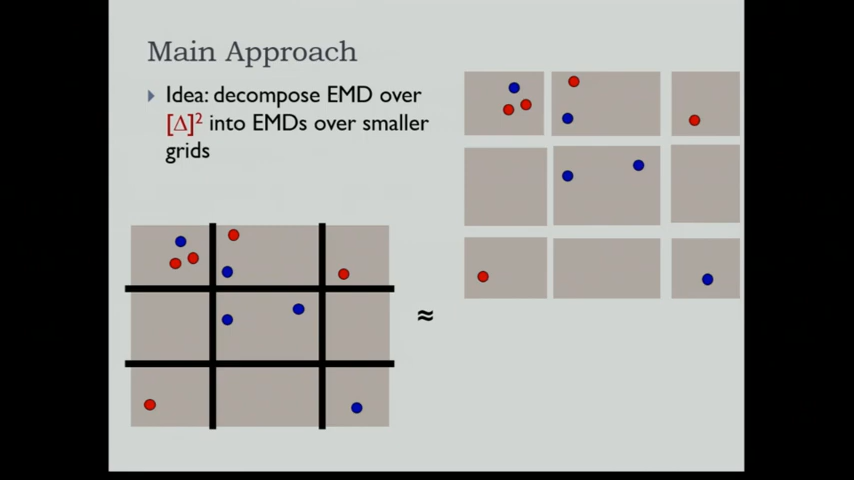 Main Approach
Idea: decompose EMD over
[Δ]²  into EMDs over smaller
grids
≈